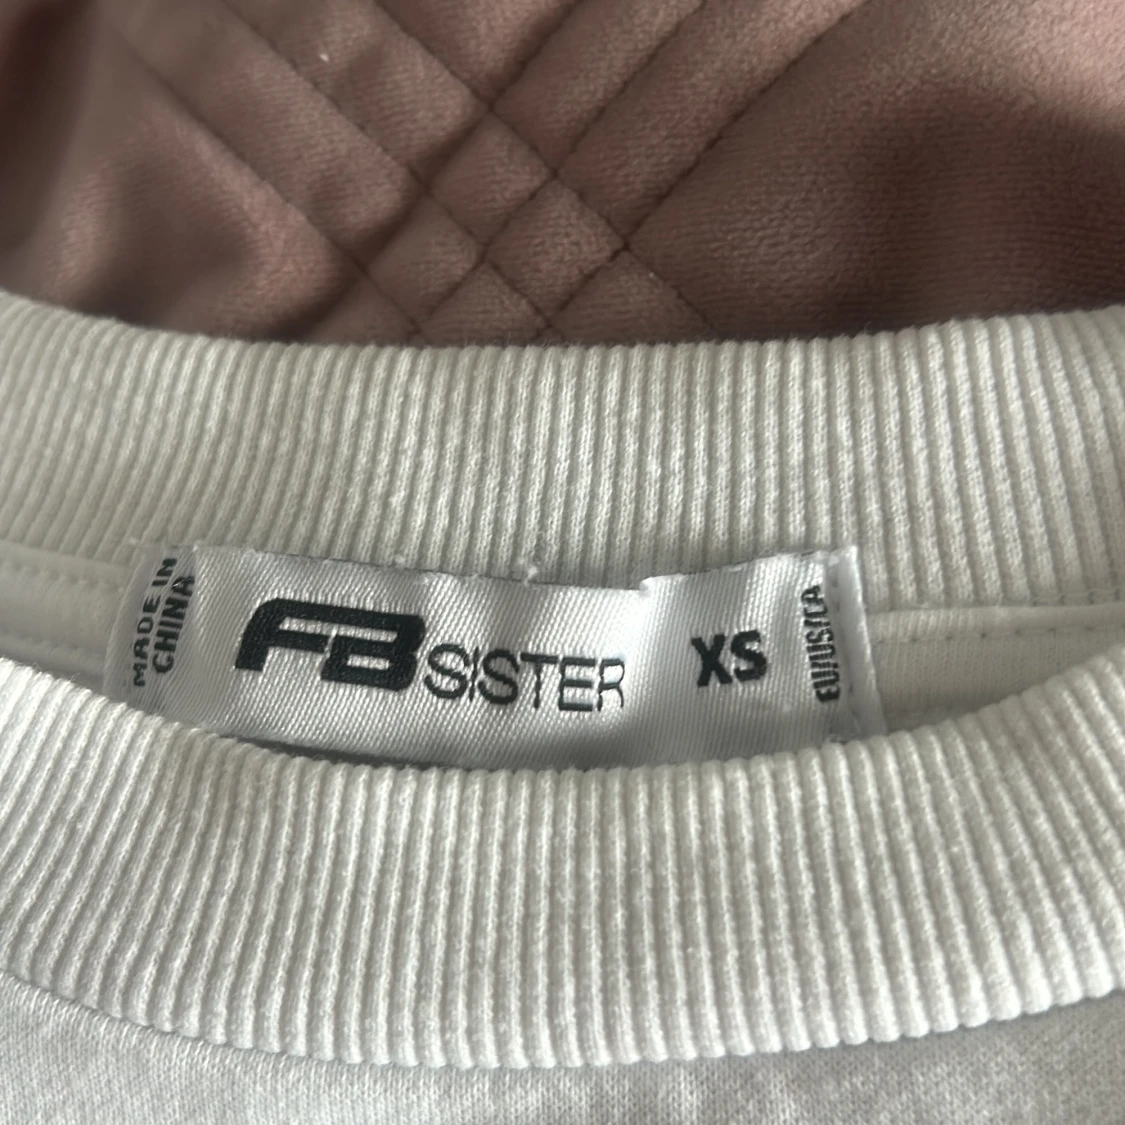 MADE IN
CHINA
FB SISTER
XS
EU/US/CA